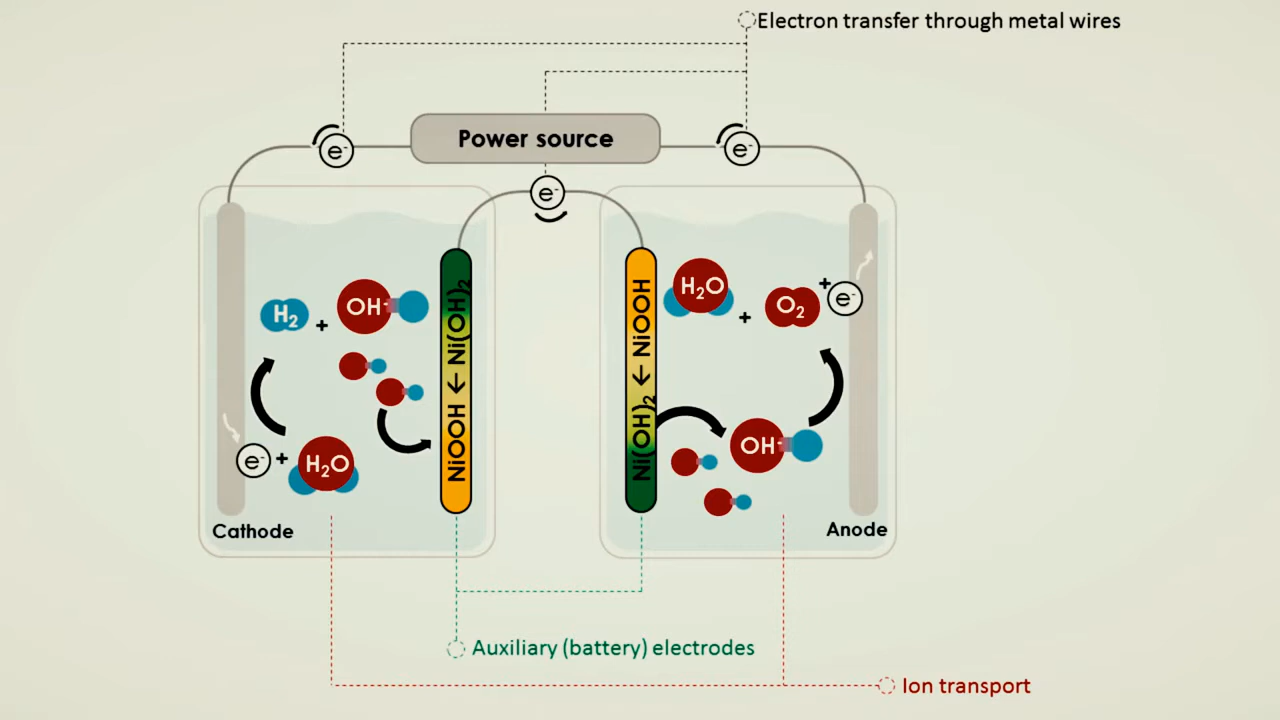 Electron transfer through metal wires
Power source
e⁻
e⁻
e⁻
H₂
+
OH⁻
NiOOH ← Ni(OH)₂
e⁻
+
H₂O
Cathode
Ni(OH)₂ ← NiOOH
H₂O
+
O₂
+
e⁻
OH⁻
Anode
Auxiliary (battery) electrodes
Ion transport